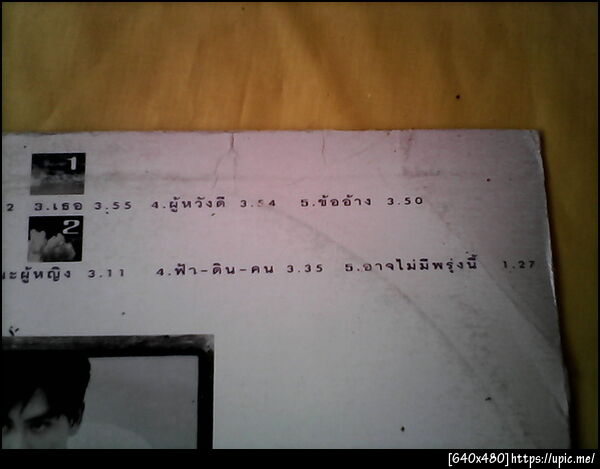 1
2 3.เธอ 3.55 4.ผู้หวังดี 3.54 5.ข้ออ้าง 3.50
2
นะผู้หญิง 3.11 4.ฟ้า-ดิน-คน 3.35 5.อาจไม่มีพรุ่งนี้ 1.27
[640x480]https://upic.me/